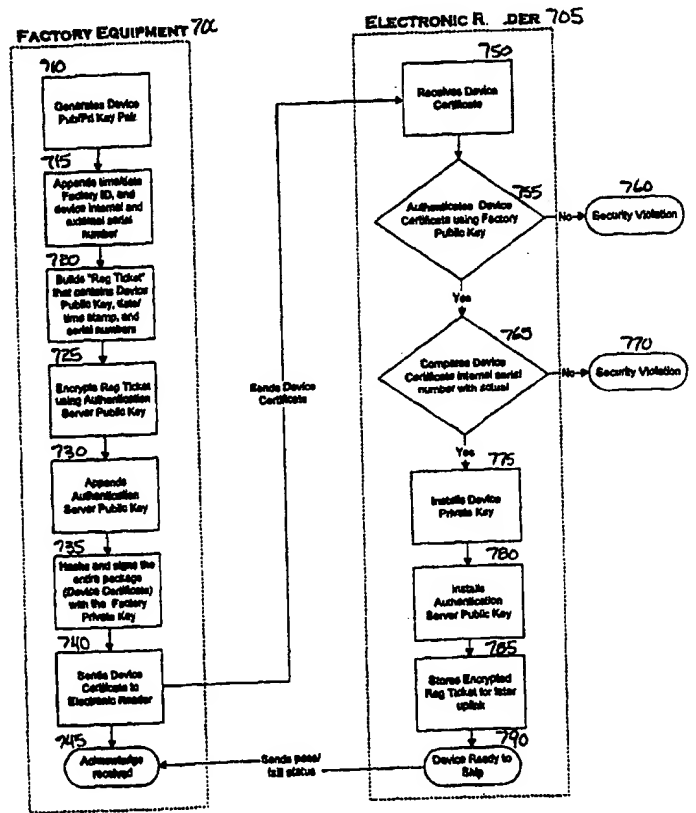 FACTORY EQUIPMENT 700
710
Generates Device
Pub/Pri Key Pair
715
Appends time/date
Factory ID, and
device internal and
external serial
number
720
Builds "Reg Ticket"
that contains Device
Public Key, date/
time stamp, and
serial numbers
725
Encrypts Reg Ticket
using Authentication
Server Public Key
730
Appends
Authentication
Server Public Key
735
Hashs and signs the
entire package
(Device Certificate)
with the Factory
Private Key
740
Sends Device
Certificate to
Electronic Reader
745
Acknowledge
received
Sends Device
Certificate
Sends pass/
fail status
ELECTRONIC R DER 705
750
Receives Device
Certificate
755
Authenticates Device
Certificate using Factory
Public Key
No
760
Security Violation
Yes
765
Compares Device
Certificate internal serial
number with actual
No
770
Security Violation
Yes
775
Installs Device
Private Key
780
Installs
Authentication
Server Public Key
785
Stores Encrypted
Reg Ticket for later
uplink
790
Device Ready to
Ship